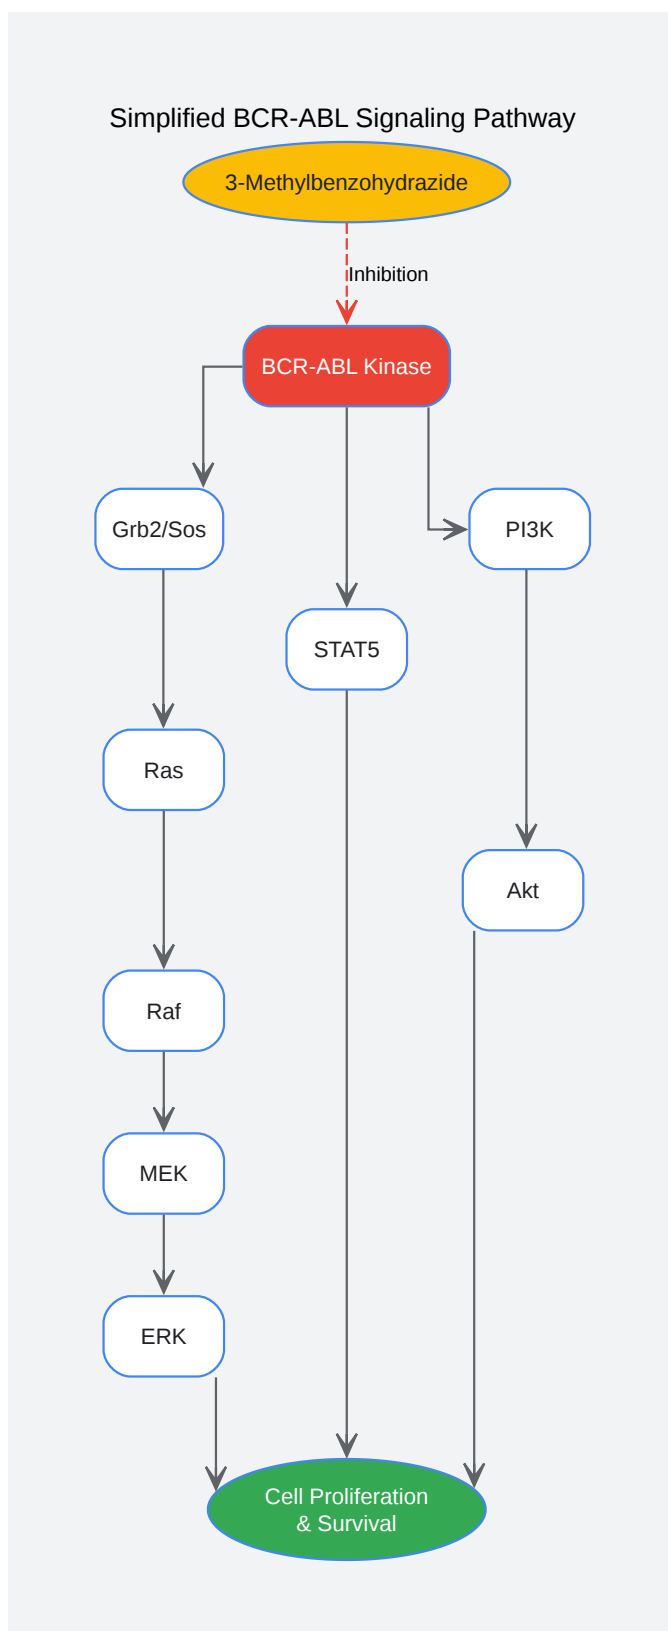 Simplified BCR-ABL Signaling Pathway
3-Methylbenzohydrazide
Inhibition
BCR-ABL Kinase
Grb2/Sos
PI3K
STAT5
Ras
Akt
Raf
MEK
ERK
Cell Proliferation
& Survival